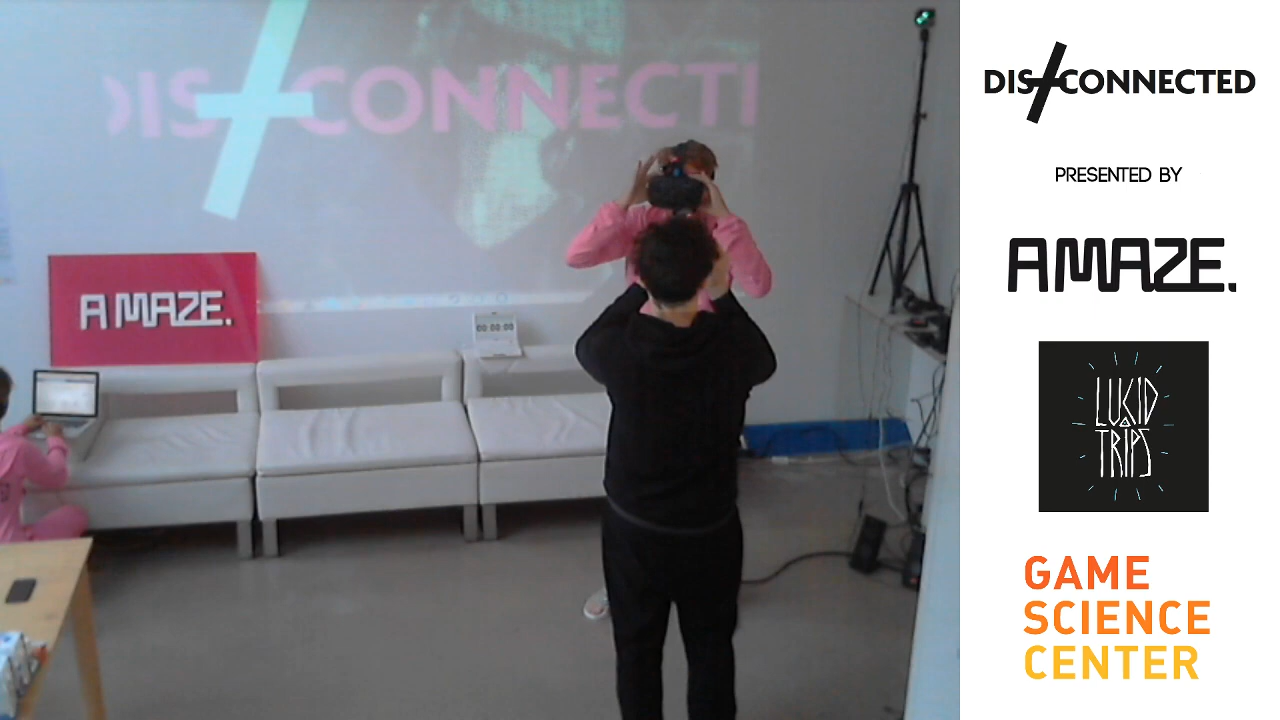 DIS/CONNECTI
A MAZE.
00 00:00
DIS/CONNECTED
PRESENTED BY
A MAZE.
LUCID
TRIPS
GAME
SCIENCE
CENTER